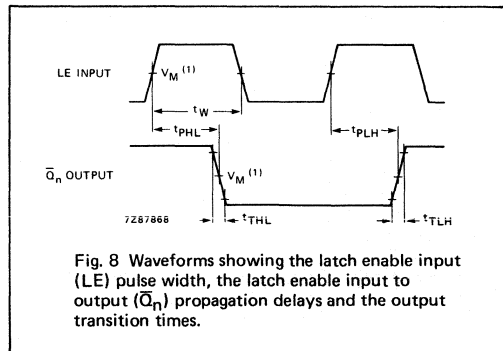 LE INPUT
V_M (1)
t_W
t_PHL
t_PLH
Q̅n OUTPUT
V_M (1)
7Z87868
t_THL
t_TLH
Fig. 8 Waveforms showing the latch enable input
(LE) pulse width, the latch enable input to
output (Q̅n) propagation delays and the output
transition times.